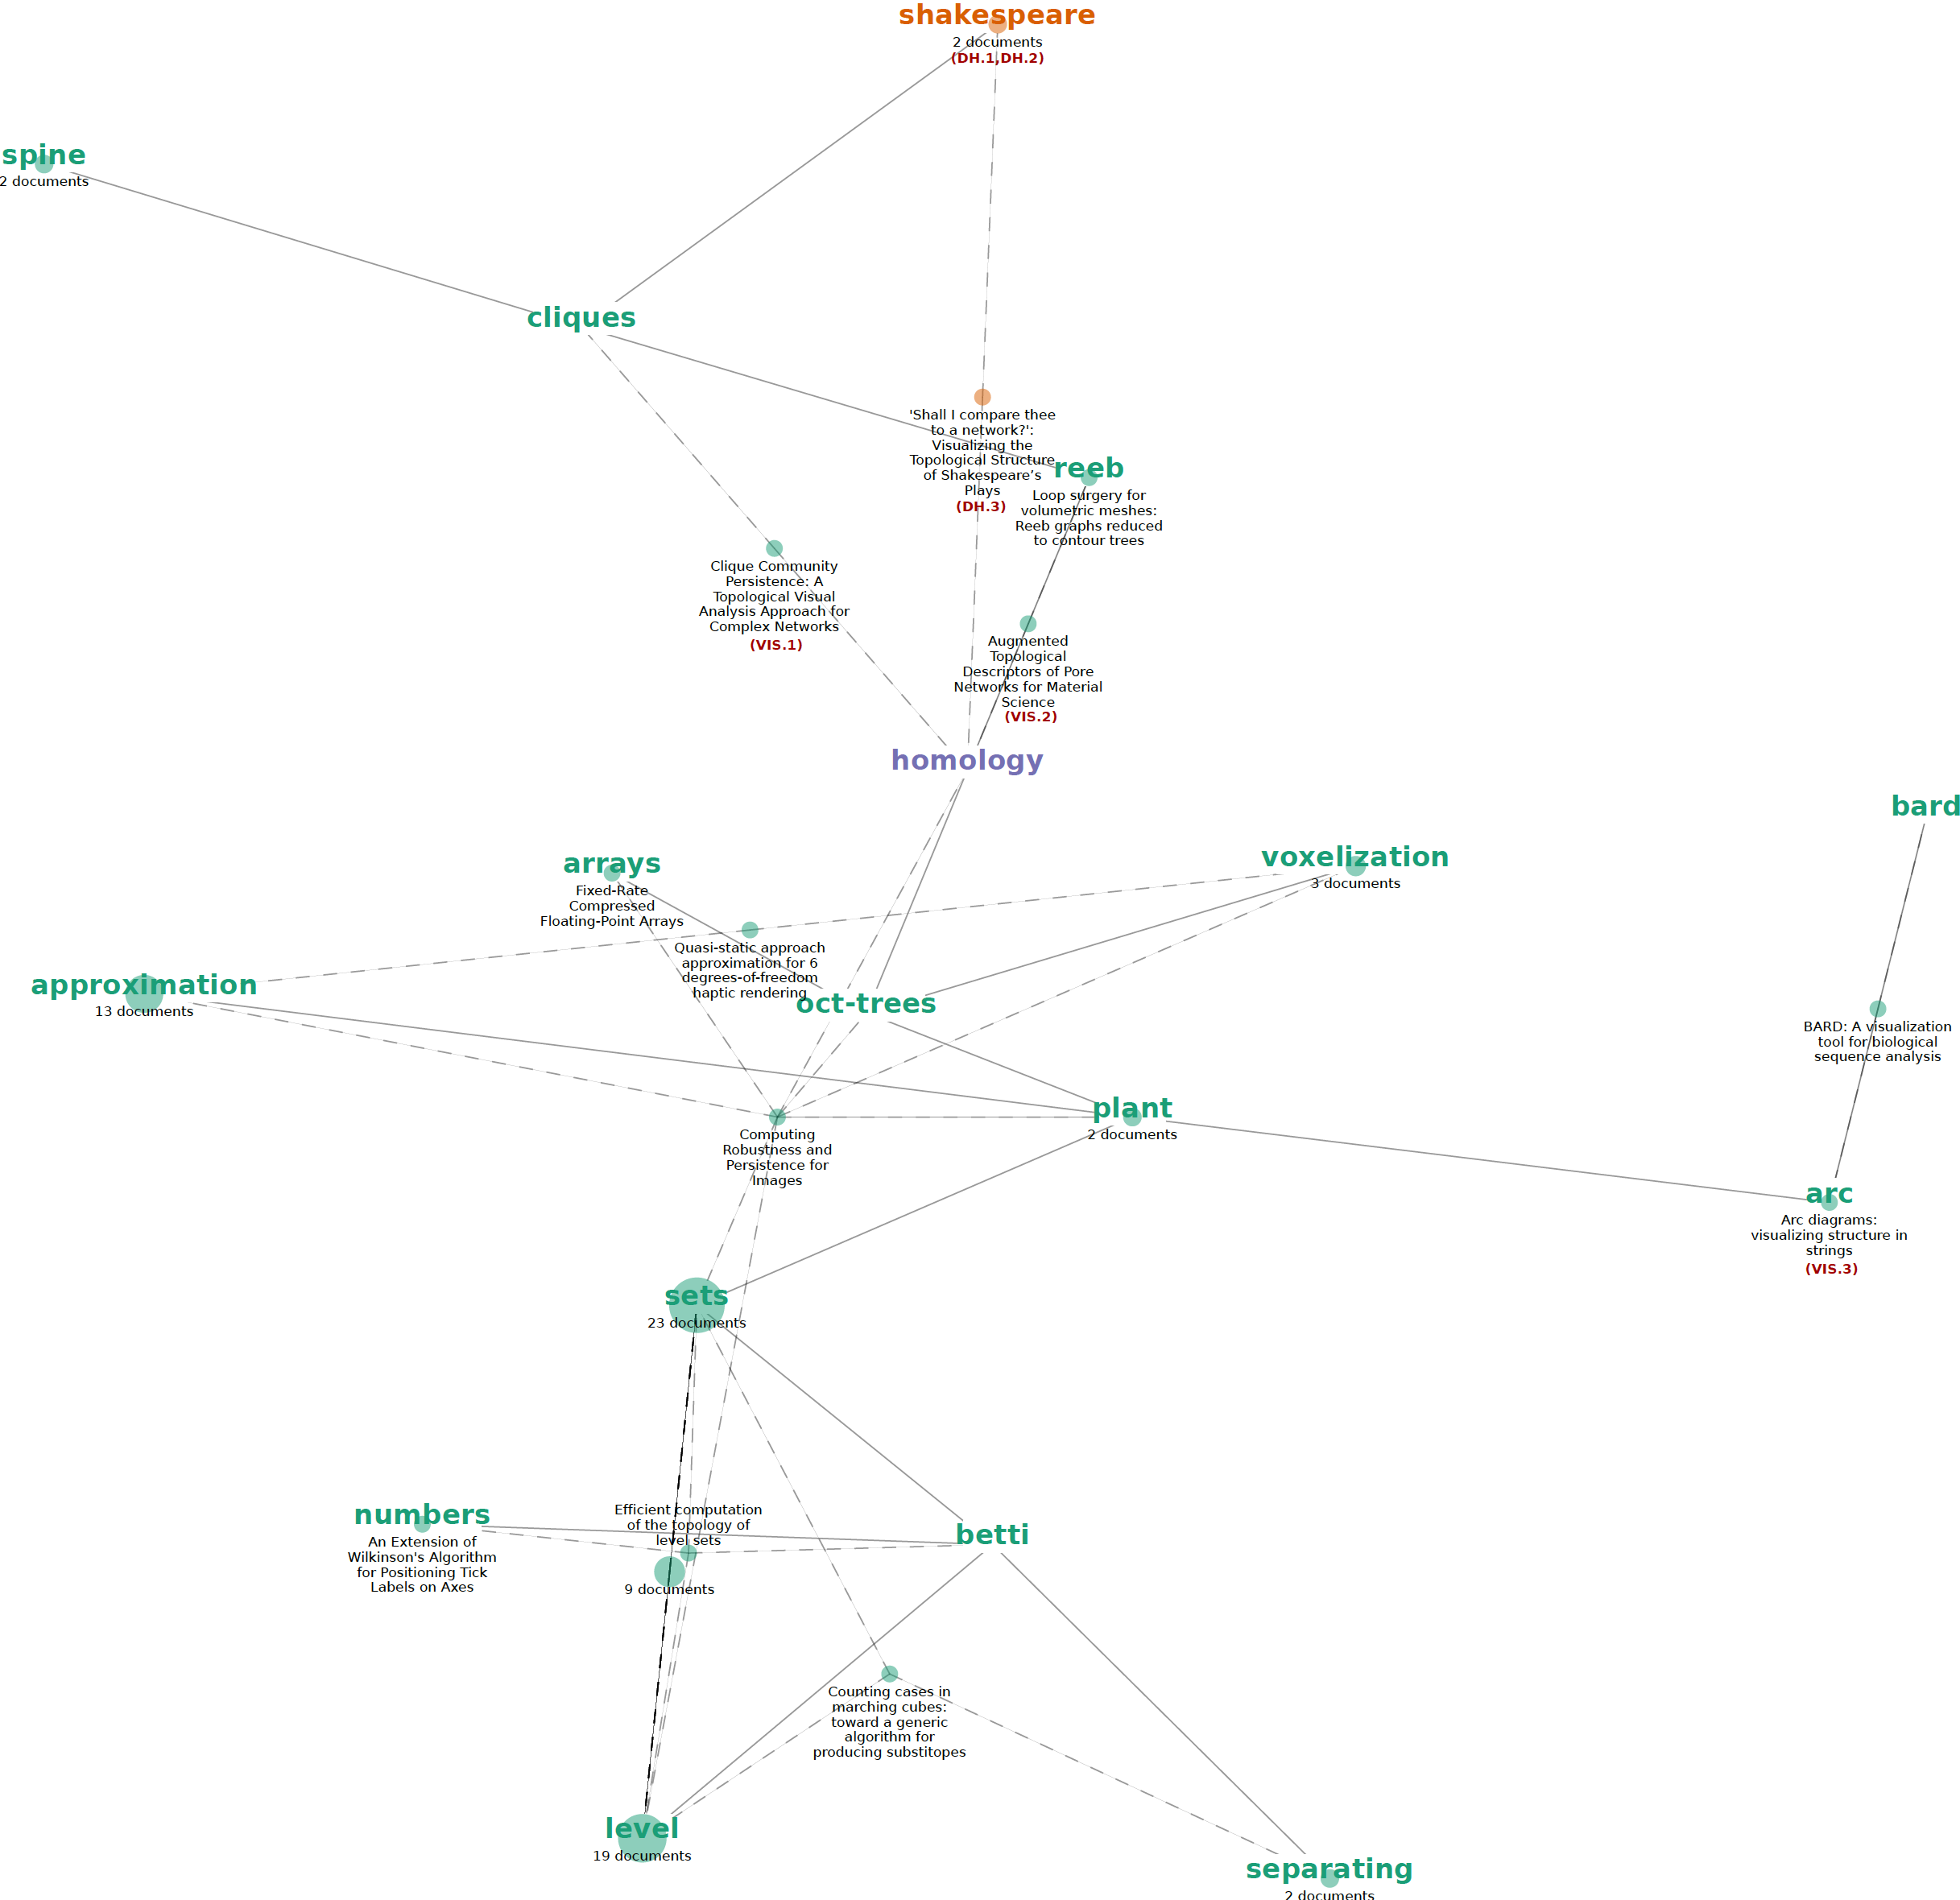 shakespeare
2 documents
(DH.1,DH.2)
spine
2 documents
cliques
'Shall I compare thee
to a network?':
Visualizing the
Topological Structure
of Shakespeare’s
Plays
(DH.3)
reeb
Loop surgery for
volumetric meshes:
Reeb graphs reduced
to contour trees
Clique Community
Persistence: A
Topological Visual
Analysis Approach for
Complex Networks
(VIS.1)
Augmented
Topological
Descriptors of Pore
Networks for Material
Science
(VIS.2)
homology
bard
arrays
Fixed-Rate
Compressed
Floating-Point Arrays
voxelization
3 documents
Quasi-static approach
approximation for 6
degrees-of-freedom
haptic rendering
approximation
13 documents
oct-trees
BARD: A visualization
tool for biological
sequence analysis
plant
2 documents
Computing
Robustness and
Persistence for
Images
arc
Arc diagrams:
visualizing structure in
strings
(VIS.3)
sets
23 documents
numbers
An Extension of
Wilkinson's Algorithm
for Positioning Tick
Labels on Axes
Efficient computation
of the topology of
level sets
9 documents
betti
Counting cases in
marching cubes:
toward a generic
algorithm for
producing substitopes
level
19 documents
separating
2 documents